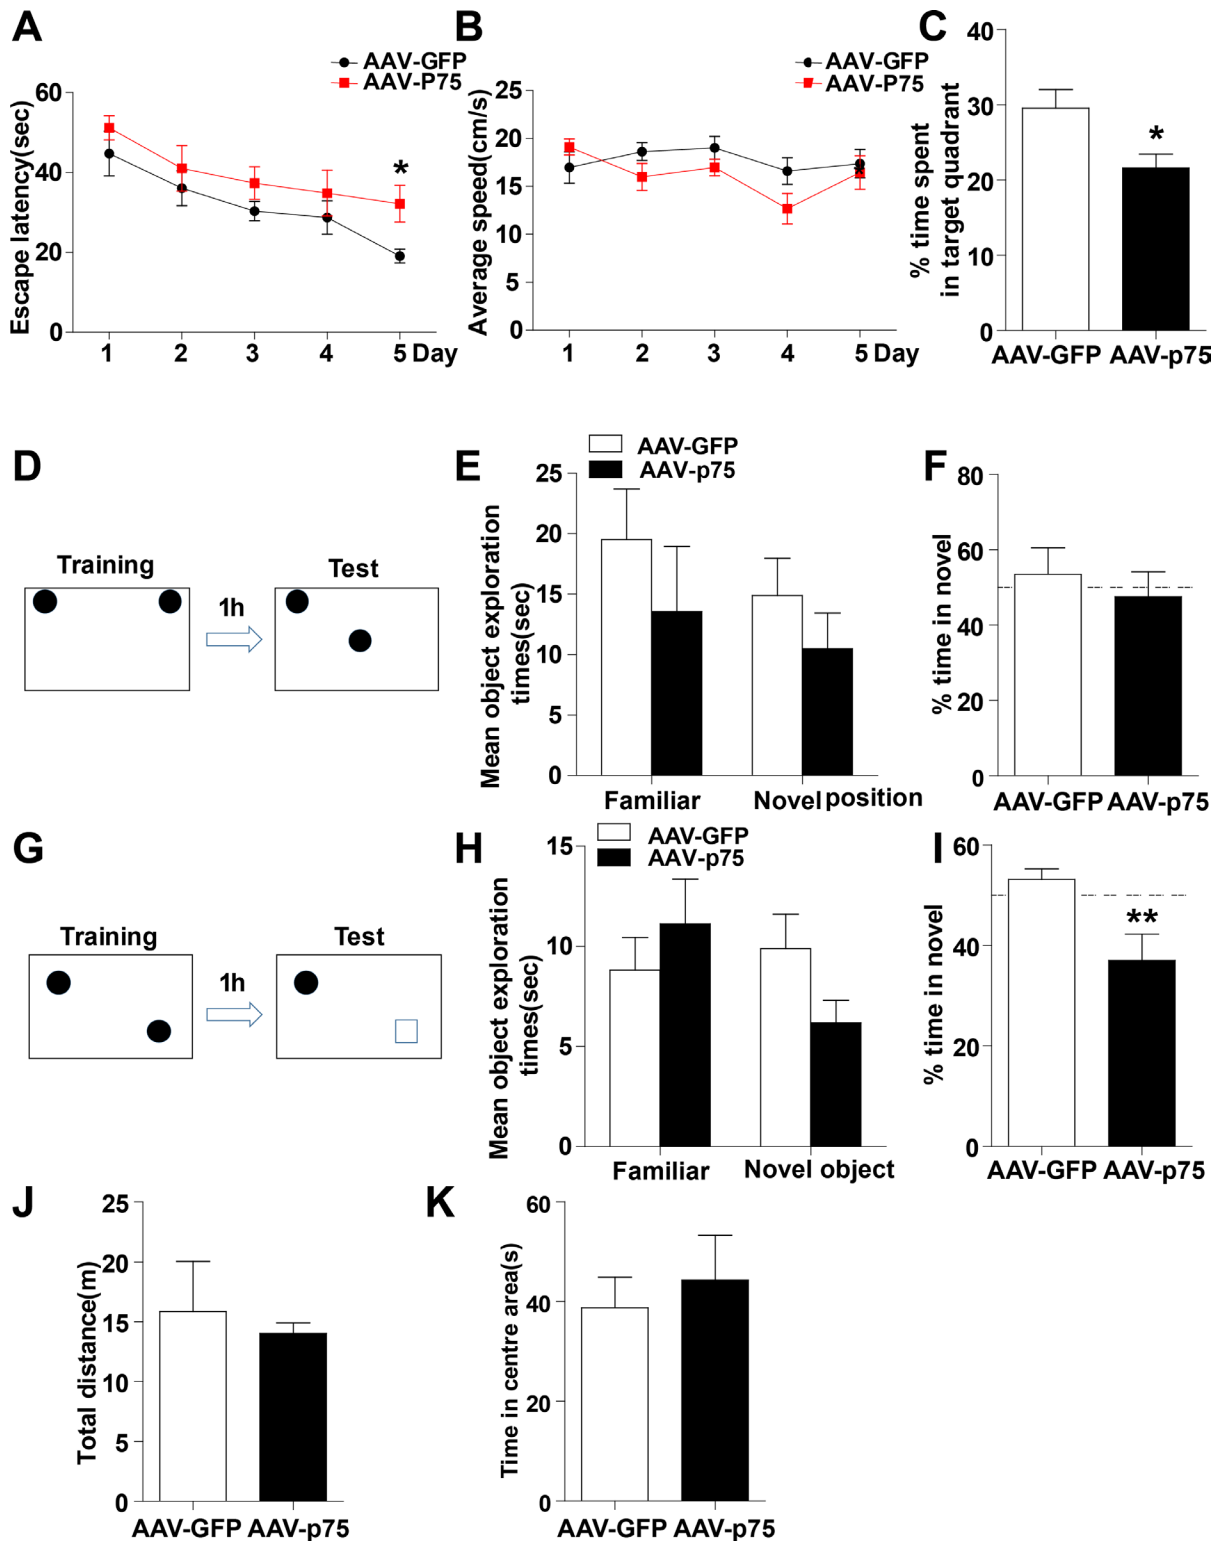 A
AAV-GFP
AAV-P75
Escape latency(sec)
60
40
20
0
*
1 2 3 4 5 Day
B
AAV-GFP
AAV-P75
Average speed(cm/s)
25
20
15
10
5
0
*
1 2 3 4 5 Day
C
% time spent
in target quadrant
40
30
20
10
0
*
AAV-GFP AAV-p75
D
Training
1h
Test
E
AAV-GFP
AAV-p75
Mean object exploration
times(sec)
25
20
15
10
5
0
Familiar Novel position
F
% time in novel
80
60
40
20
0
AAV-GFP AAV-p75
G
Training
1h
Test
H
AAV-GFP
AAV-p75
Mean object exploration
times(sec)
15
10
5
0
Familiar Novel object
I
% time in novel
60
40
20
0
**
AAV-GFP AAV-p75
J
Total distance(m)
25
20
15
10
5
0
AAV-GFP AAV-p75
K
Time in centre area(s)
60
40
20
0
AAV-GFP AAV-p75